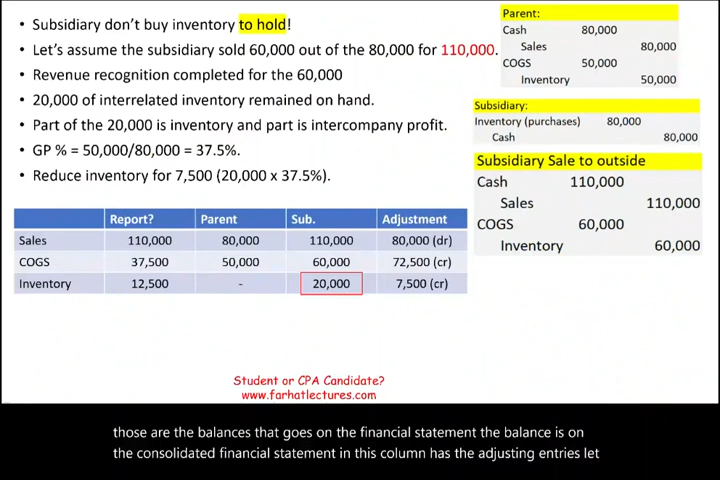 • Subsidiary don't buy inventory to hold!
• Let's assume the subsidiary sold 60,000 out of the 80,000 for 110,000.
• Revenue recognition completed for the 60,000
• 20,000 of interrelated inventory remained on hand.
• Part of the 20,000 is inventory and part is intercompany profit.
• GP % = 50,000/80,000 = 37.5%.
• Reduce inventory for 7,500 (20,000 x 37.5%).
Parent:
Cash 80,000
Sales 80,000
COGS 50,000
Inventory 50,000
Subsidiary:
Inventory (purchases) 80,000
Cash 80,000
Subsidiary Sale to outside
Cash 110,000
Sales 110,000
COGS 60,000
Inventory 60,000
Report? Parent Sub. Adjustment
Sales 110,000 80,000 110,000 80,000 (dr)
COGS 37,500 50,000 60,000 72,500 (cr)
Inventory 12,500 - 20,000 7,500 (cr)
Student or CPA Candidate?
www.farhatlectures.com
those are the balances that goes on the financial statement the balance is on
the consolidated financial statement in this column has the adjusting entries let